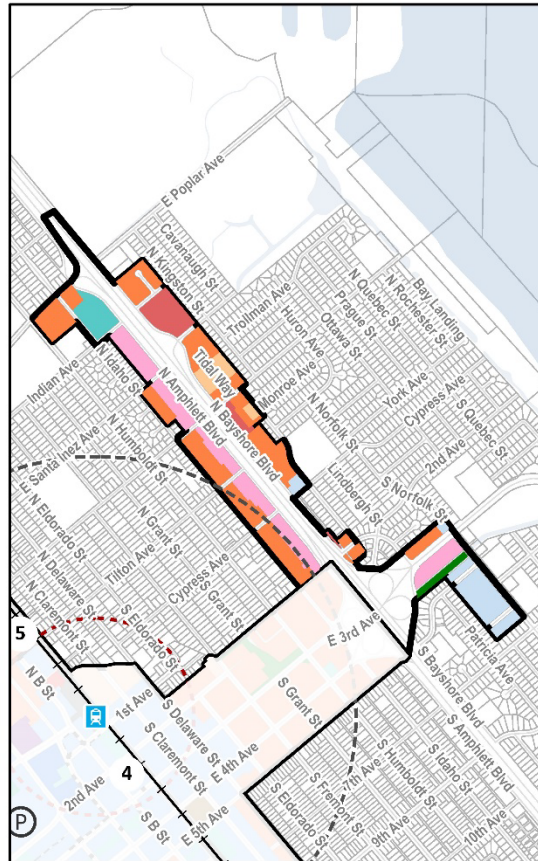 E Poplar Ave
Cavanaugh St
N Kingston St
Trollman Ave
Huron Ave
Ottawa St
Prague St
N Quebec St
N Rochester St
Bay Landing
Indian Ave
N Idaho St
Tidal Way
Monroe Ave
N Amphlett Blvd
N Bayshore Blvd
N Norfolk St
York Ave
Cypress Ave
S Quebec St
2nd Ave
E Santa Inez Ave
N Humboldt St
Lindbergh St
S Norfolk St
N Eldorado St
N Grant St
Tilton Ave
Cypress Ave
S Grant St
N Delaware St
N Claremont St
S Eldorado St
E 3rd Ave
Patricia Ave
5
N B St
1st Ave
S Delaware St
S Claremont St
S Grant St
S Bayshore Blvd
S Amphlett Blvd
4
E 4th Ave
2nd Ave
S B St
E 5th Ave
S Eldorado St
S Fremont St
7th Ave
S Humboldt St
S Idaho St
9th Ave
10th Ave
P